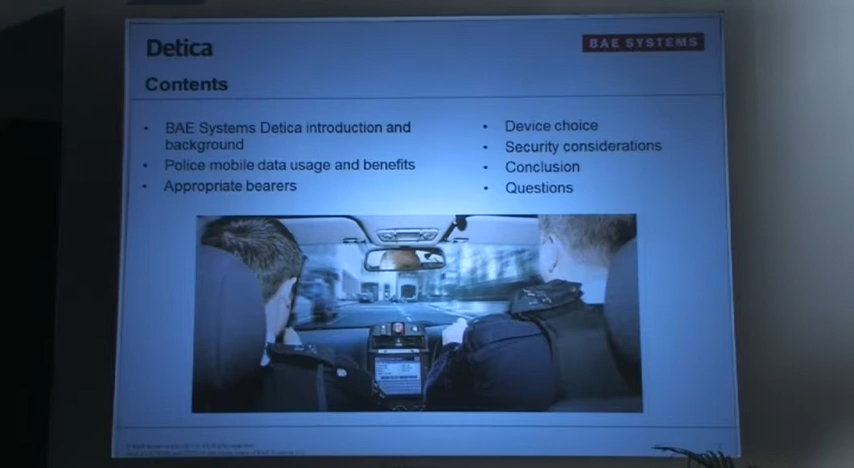 Detica
BAE SYSTEMS
Contents
• BAE Systems Detica introduction and
background
• Police mobile data usage and benefits
• Appropriate bearers
• Device choice
• Security considerations
• Conclusion
• Questions